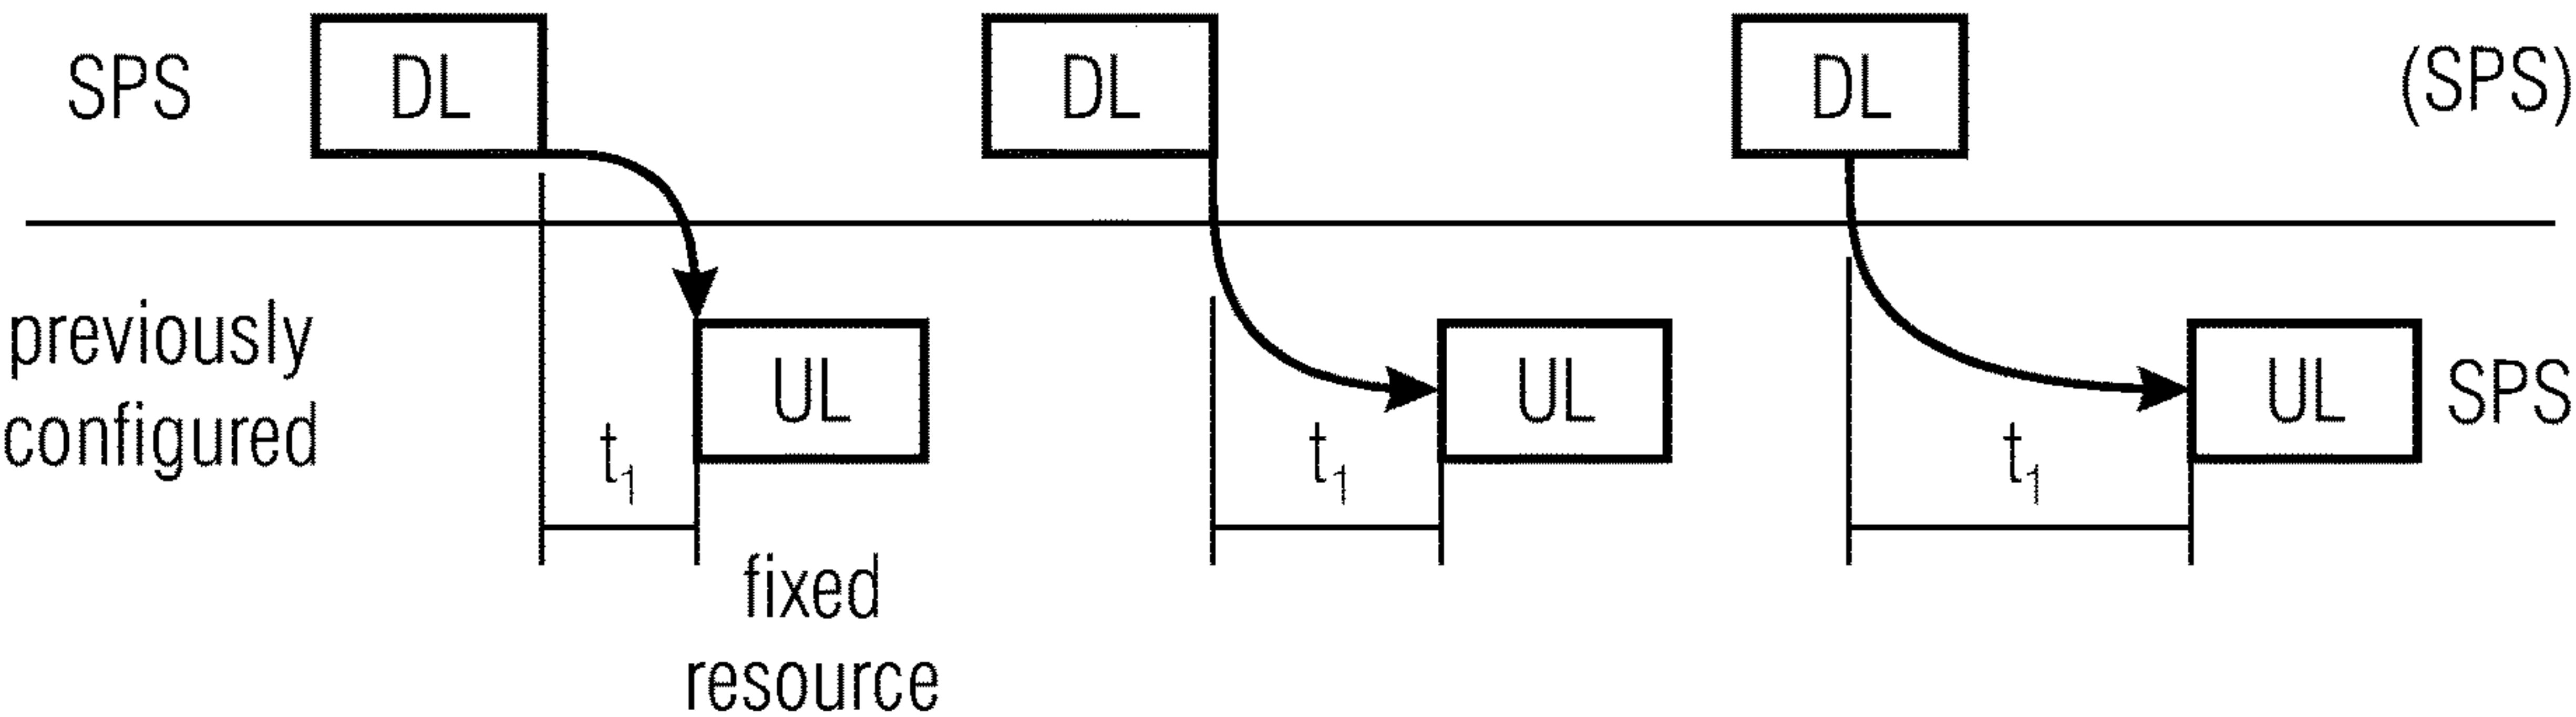 SPS DL DL DL (SPS)
previously
configured
UL UL UL SPS
t₁ t₁ t₁
fixed
resource